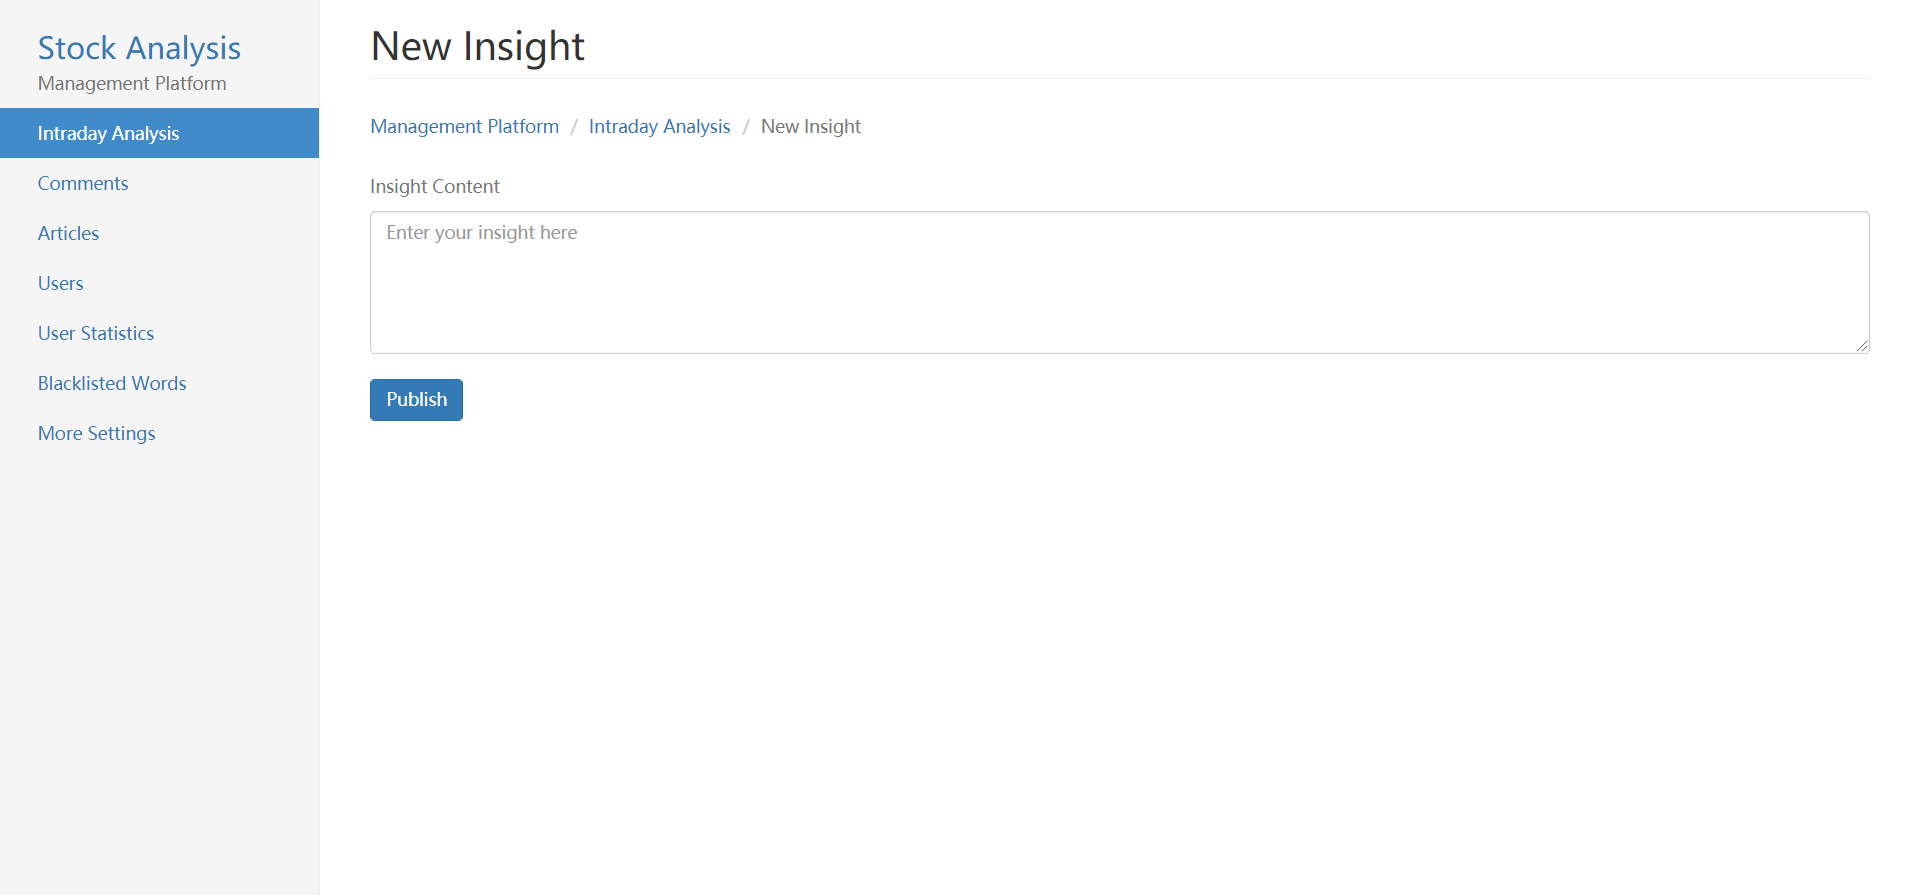 Stock Analysis
Management Platform
Intraday Analysis
Comments
Articles
Users
User Statistics
Blacklisted Words
More Settings
New Insight
Management Platform / Intraday Analysis / New Insight
Insight Content
Enter your insight here
Publish